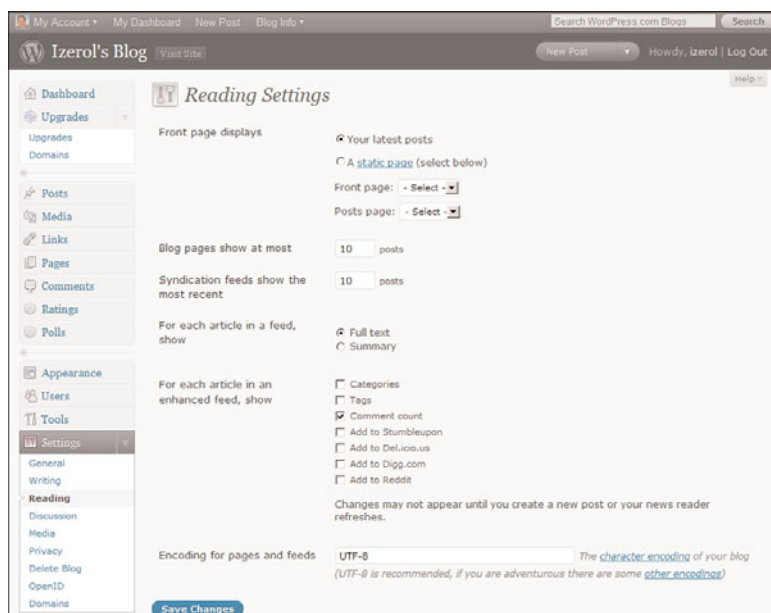 My Account ▾ My Dashboard New Post Blog Info ▾ Search WordPress.com Blogs Search
Izerol's Blog Visit Site New Post Howdy, izerol | Log Out
Help
Dashboard
Upgrades
Upgrades
Domains
Posts
Media
Links
Pages
Comments
Ratings
Polls
Appearance
Users
Tools
Settings
General
Writing
Reading
Discussion
Media
Privacy
Delete Blog
OpenID
Domains
Reading Settings
Front page displays
Your latest posts
A static page (select below)
Front page: - Select -
Posts page: - Select -
Blog pages show at most 10 posts
Syndication feeds show the
most recent
10 posts
For each article in a feed,
show
Full text
Summary
For each article in an
enhanced feed, show
Categories
Tags
Comment count
Add to Stumbleupon
Add to Del.icio.us
Add to Digg.com
Add to Reddit
Changes may not appear until you create a new post or your news reader
refreshes.
Encoding for pages and feeds UTF-8 The character encoding of your blog
(UTF-8 is recommended, if you are adventurous there are some other encodings)
Save Changes